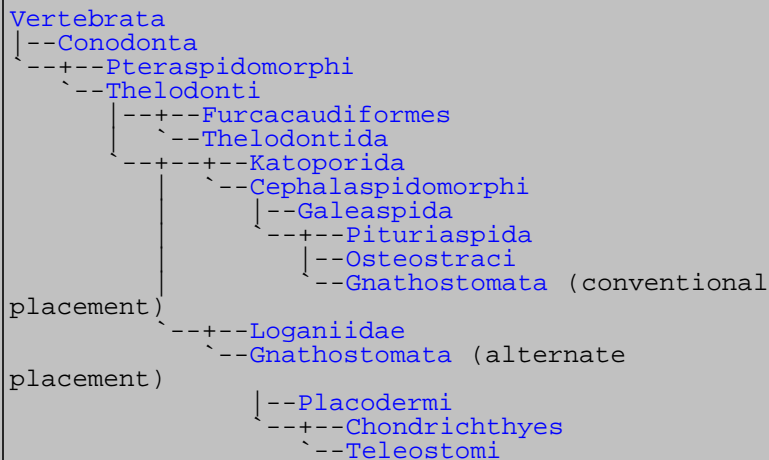 Vertebrata
|--Conodonta
`--+--Pteraspidomorphi
   `--Thelodonti
      |--+--Furcacaudiformes
      |  `--Thelodontida
      `--+--+--Katoporida
         |  `--Cephalaspidomorphi
         |     |--Galeaspida
         |     `--+--Pituriaspida
         |        |--Osteostraci
         |        `--Gnathostomata (conventional
placement)
         `--+--Loganiidae
            `--Gnathostomata (alternate
placement)
               |--Placodermi
               `--+--Chondrichthyes
                  `--Teleostomi